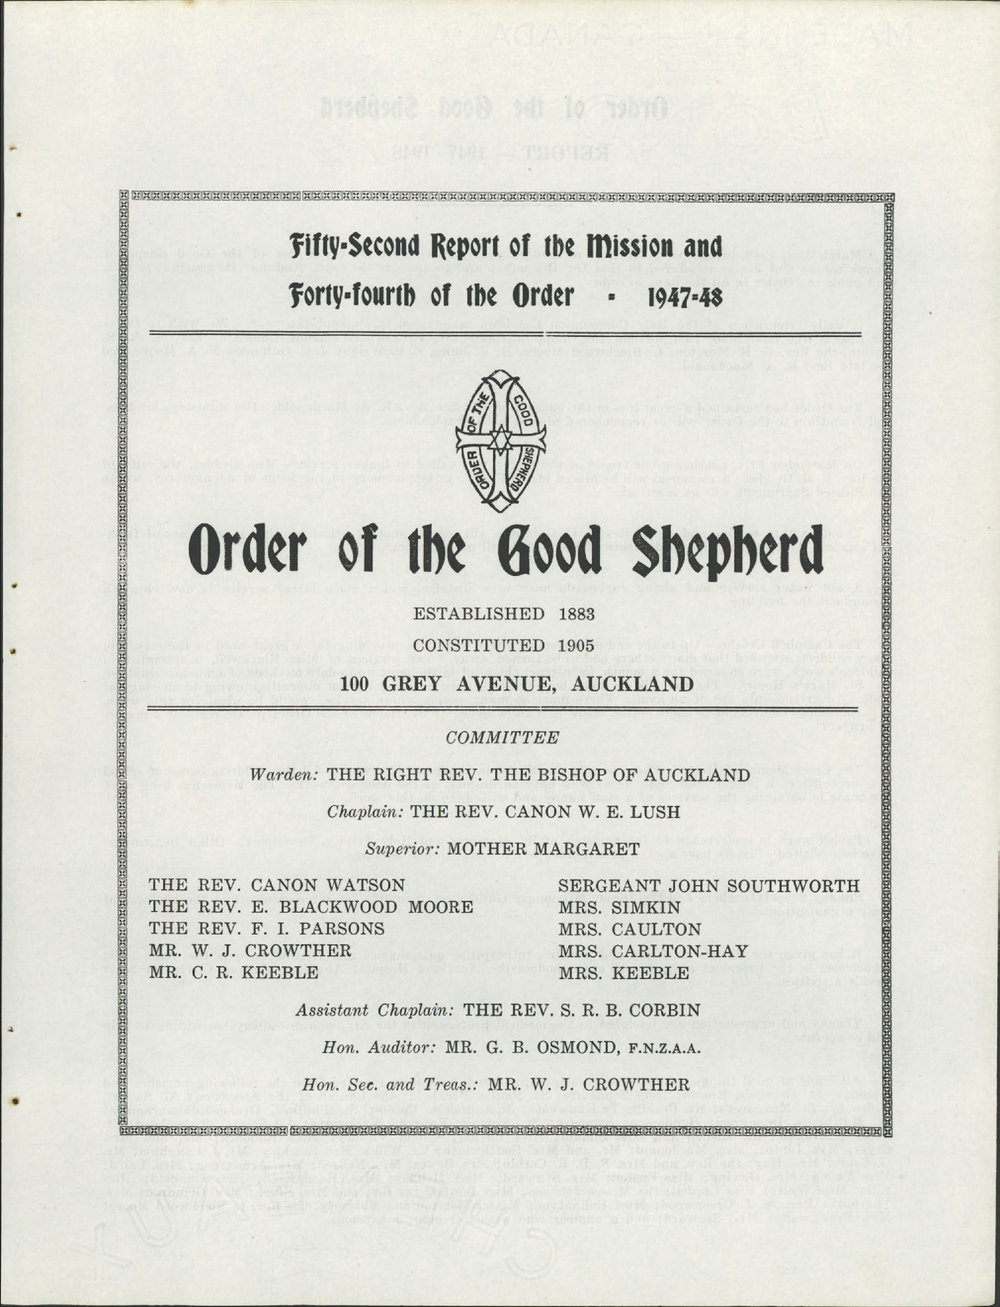 Fifty-Second Report of the Mission and
Forty-fourth of the Order - 1947-48
ORDER OF THE GOOD SHEPHERD
Order of the Good Shepherd
ESTABLISHED 1883
CONSTITUTED 1905
100 GREY AVENUE, AUCKLAND
COMMITTEE
Warden: THE RIGHT REV. THE BISHOP OF AUCKLAND
Chaplain: THE REV. CANON W. E. LUSH
Superior: MOTHER MARGARET
THE REV. CANON WATSON
THE REV. E. BLACKWOOD MOORE
THE REV. F. I. PARSONS
MR. W. J. CROWTHER
MR. C. R. KEEBLE
SERGEANT JOHN SOUTHWORTH
MRS. SIMKIN
MRS. CAULTON
MRS. CARLTON-HAY
MRS. KEEBLE
Assistant Chaplain: THE REV. S. R. B. CORBIN
Hon. Auditor: MR. G. B. OSMOND, F.N.Z.A.A.
Hon. Sec. and Treas.: MR. W. J. CROWTHER